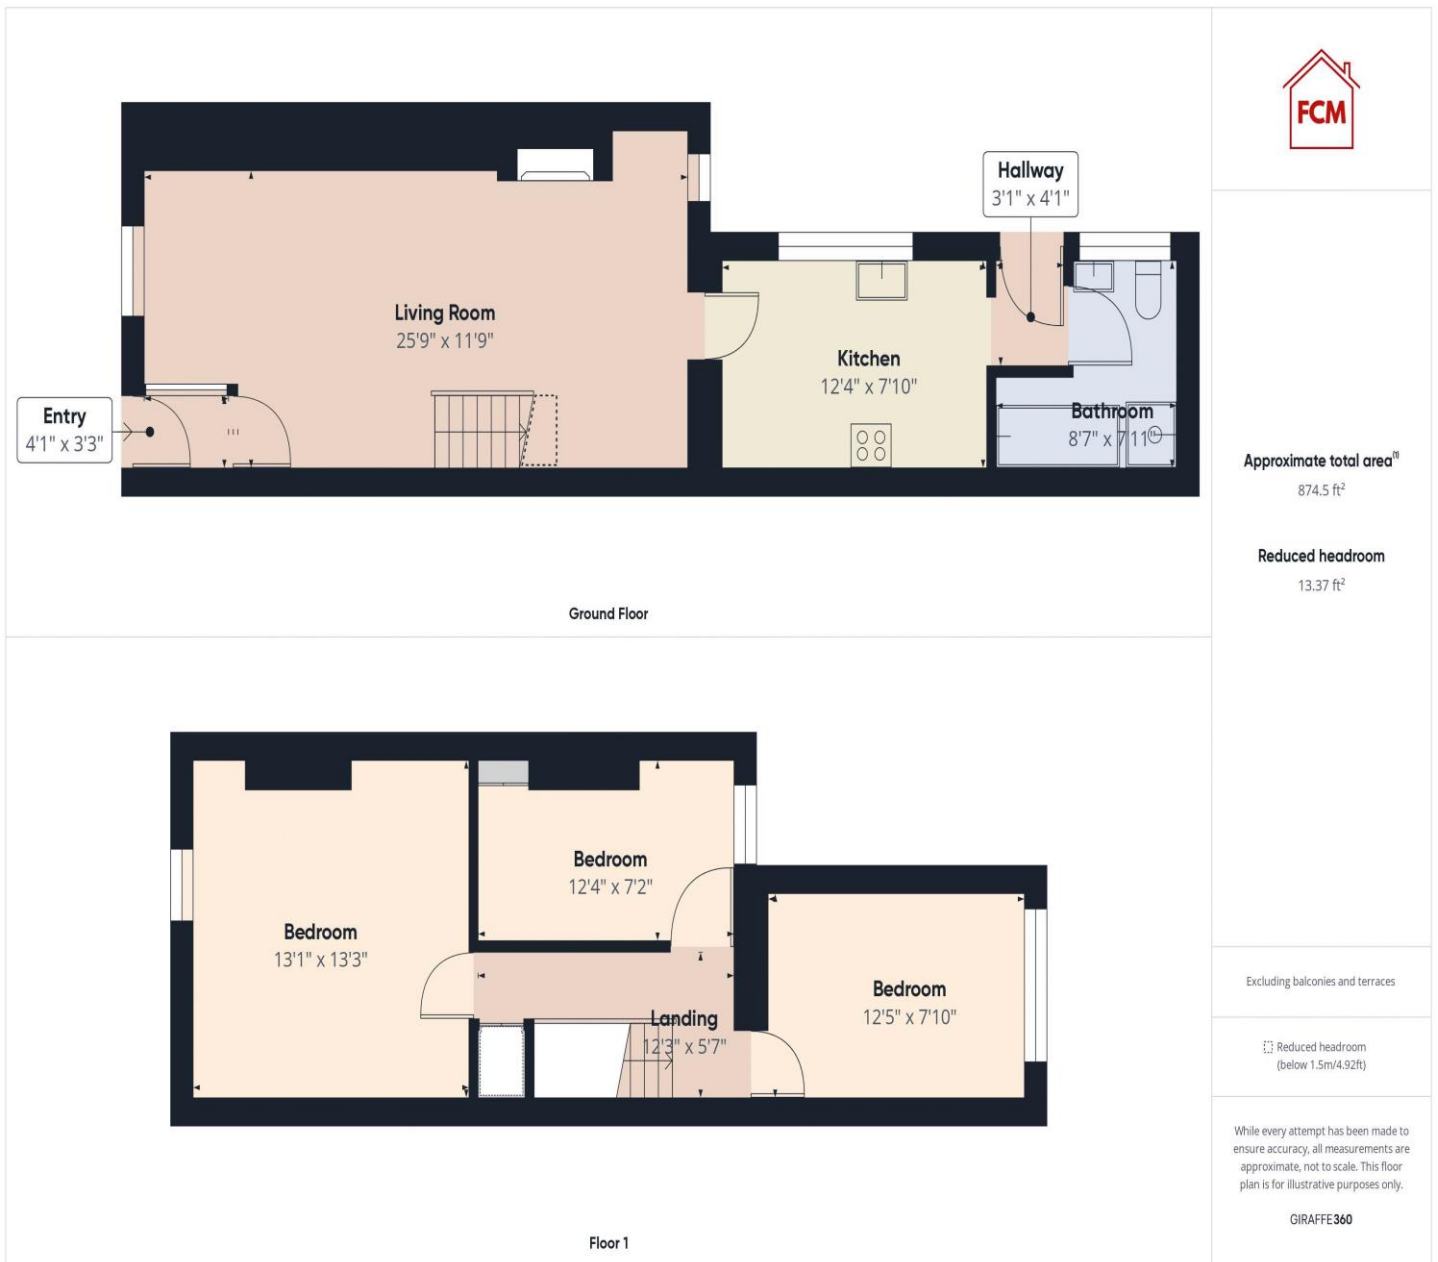 FCM
Hallway
3'1" x 4'1"
Living Room
25'9" x 11'9"
Kitchen
12'4" x 7'10"
Entry
4'1" x 3'3"
Bathroom
8'7" x 7'11"
Ground Floor
Bedroom
12'4" x 7'2"
Bedroom
13'1" x 13'3"
Bedroom
12'5" x 7'10"
Landing
12'3" x 5'7"
Floor 1
Approximate total area(1)
874.5 ft²
Reduced headroom
13.37 ft²
Excluding balconies and terraces
Reduced headroom
(below 1.5m/4.92ft)
While every attempt has been made to
ensure accuracy, all measurements are
approximate, not to scale. This floor
plan is for illustrative purposes only.
GIRAFFE360